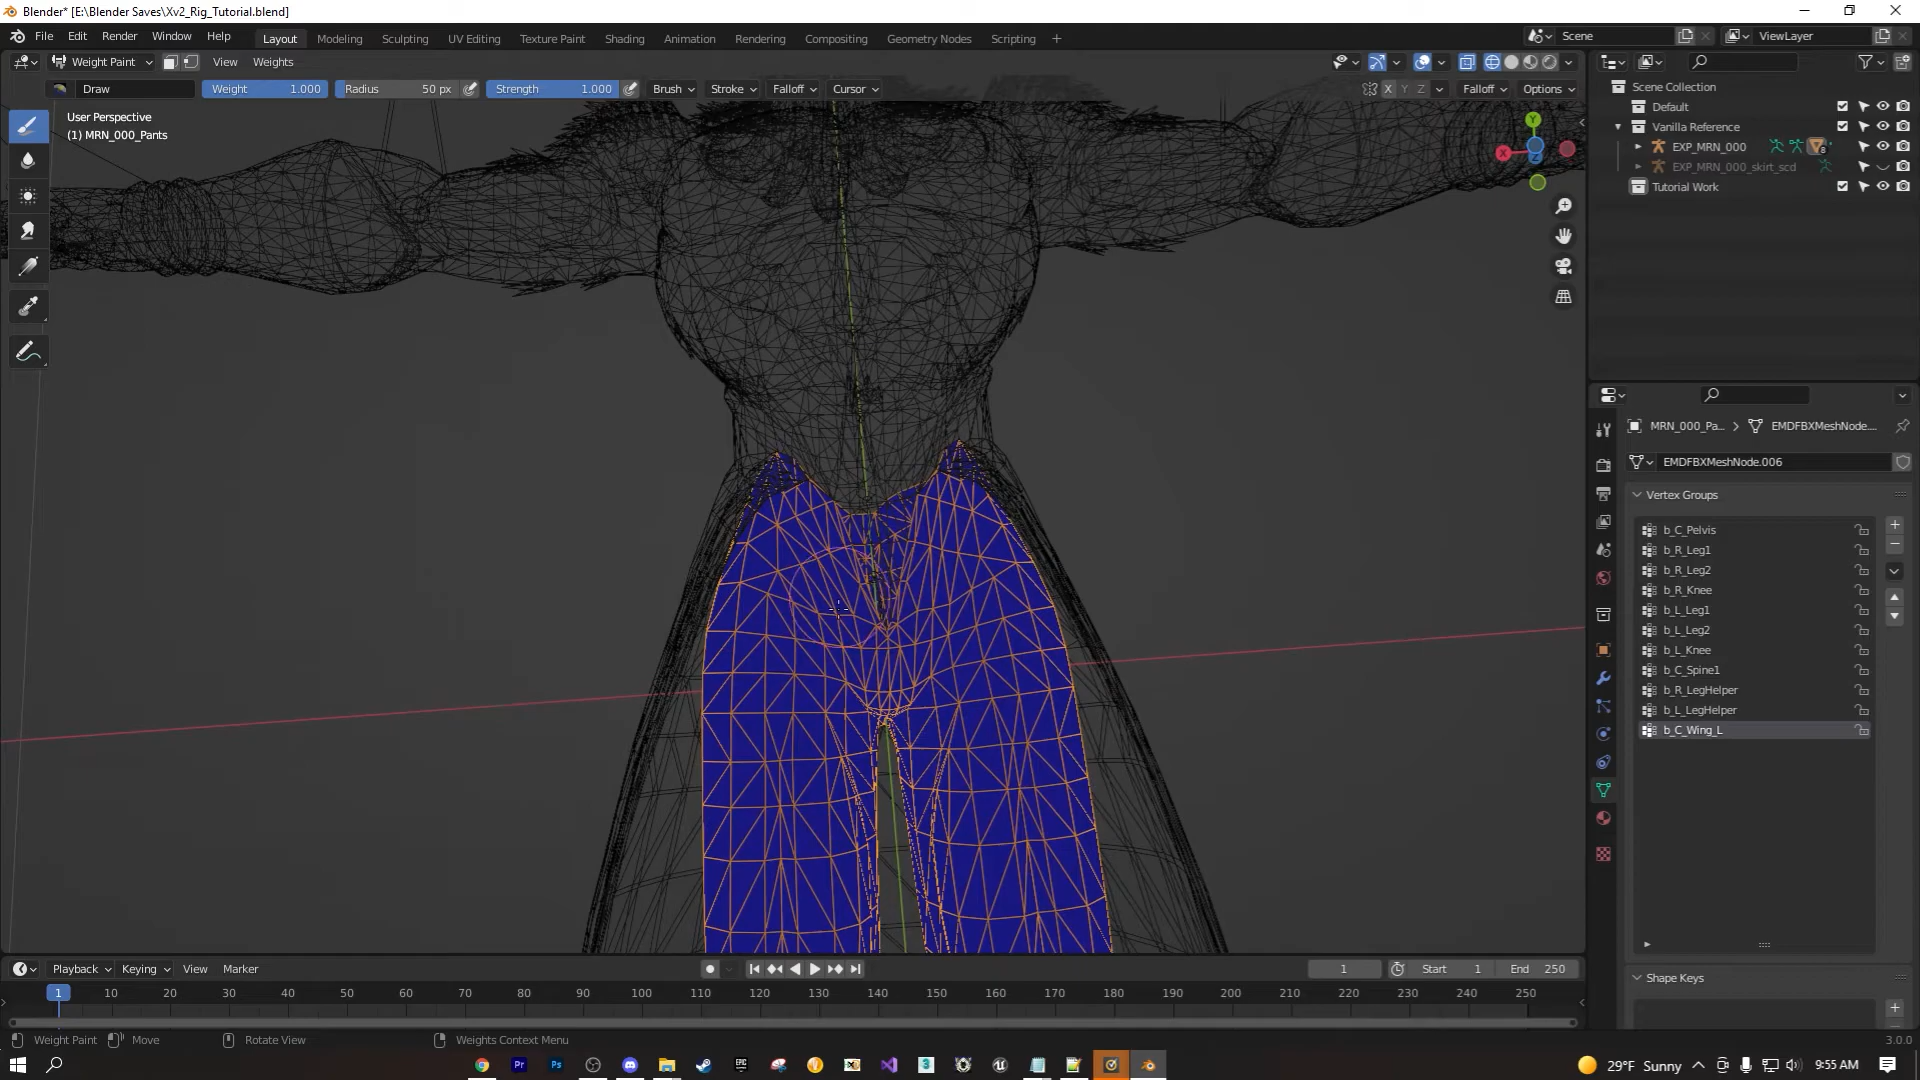 Blender* [E:\Blender Saves\Xv2_Rig_Tutorial.blend]
File Edit Render Window Help Layout Modeling Sculpting UV Editing Texture Paint Shading Animation Rendering Compositing Geometry Nodes Scripting + Scene ViewLayer
Weight Paint View Weights
Draw Weight 1.000 Radius 50 px Strength 1.000 Brush Stroke Falloff Cursor X Y Z Falloff Options
User Perspective
(1) MRN_000_Pants
Y
X
Z
Scene Collection
Default
Vanilla Reference
EXP_MRN_000
8
EXP_MRN_000_skirt_scd
Tutorial Work
MRN_000_Pa... > EMDFBXMeshNode....
EMDFBXMeshNode.006
Vertex Groups
b_C_Pelvis
b_R_Leg1
b_R_Leg2
b_R_Knee
b_L_Leg1
b_L_Leg2
b_L_Knee
b_C_Spine1
b_R_LegHelper
b_L_LegHelper
b_C_Wing_L
Shape Keys
Playback Keying View Marker 1 Start 1 End 250
1 10 20 30 40 50 60 70 80 90 100 110 120 130 140 150 160 170 180 190 200 210 220 230 240 250
Weight Paint Move Rotate View Weights Context Menu 3.0.0
Pr Ps EPIC 3 29°F Sunny 9:55 AM